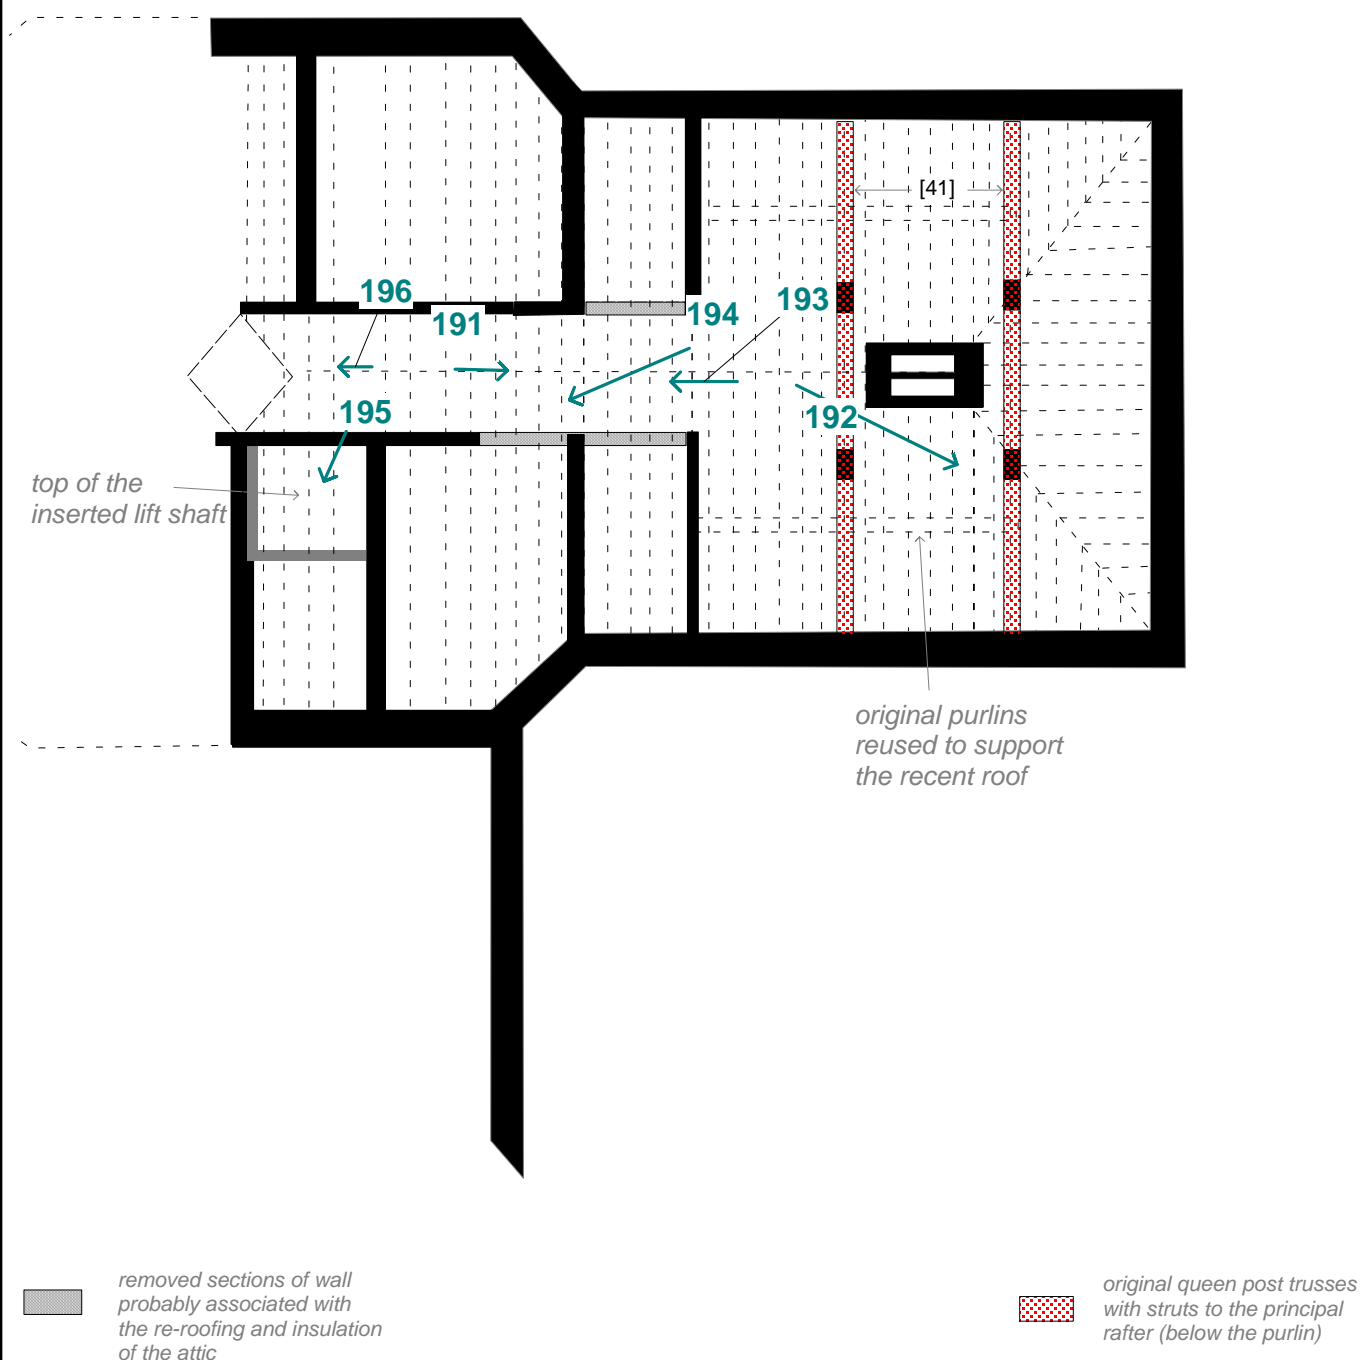 [41]
196
193
194
191
195
192
top of the
inserted lift shaft
original purlins
reused to support
the recent roof
removed sections of wall
probably associated with
the re-roofing and insulation
of the attic
original queen post trusses
with struts to the principal
rafter (below the purlin)